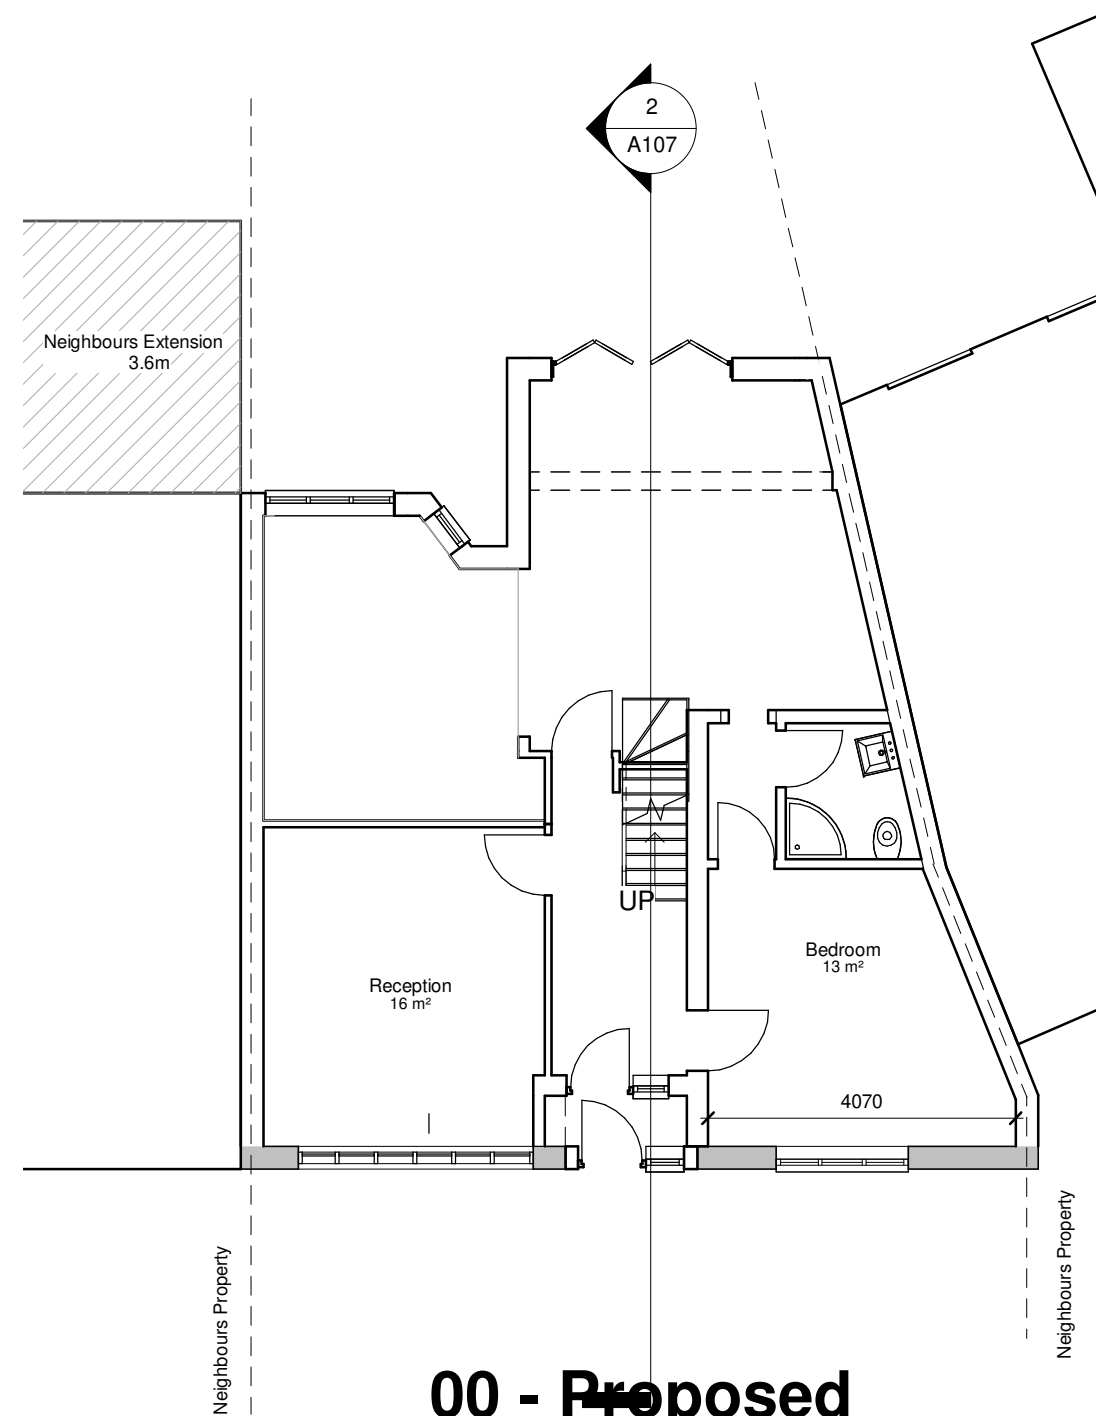 2
A107
Neighbours Extension
3.6m
UP
Bedroom
13 m²
Reception
16 m²
4070
Neighbours Property
Neighbours Property
00 - Proposed